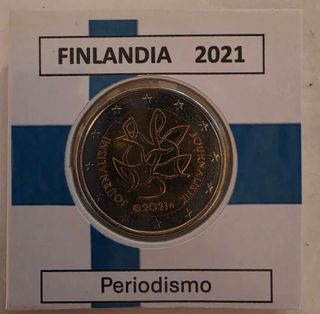 FINLANDIA 2021
JOURNALISMI
JOURNALISTIK
2021
Periodismo